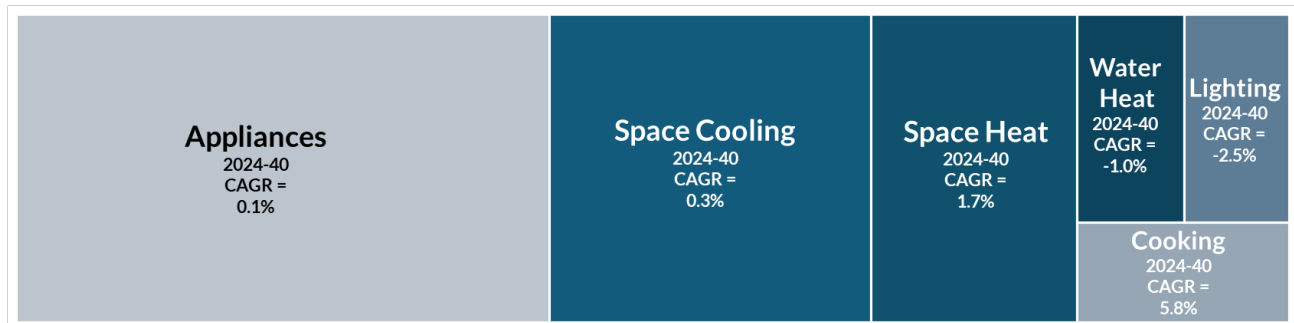 Appliances
2024-40
CAGR =
0.1%
Space Cooling
2024-40
CAGR =
0.3%
Space Heat
2024-40
CAGR =
1.7%
Water
Heat
2024-40
CAGR =
-1.0%
Lighting
2024-40
CAGR =
-2.5%
Cooking
2024-40
CAGR =
5.8%